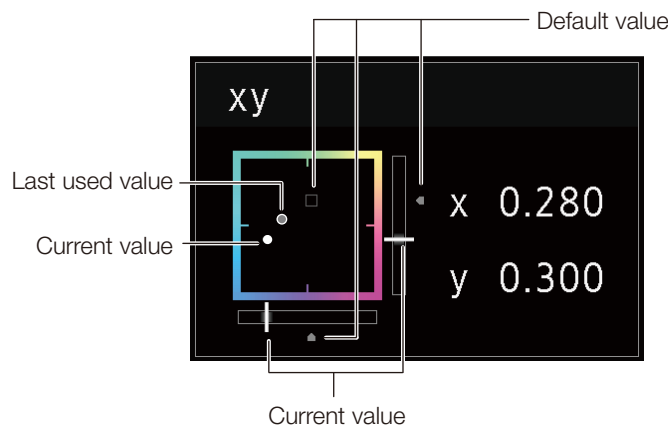 Default value
xy
Last used value
Current value
x 0.280
y 0.300
Current value